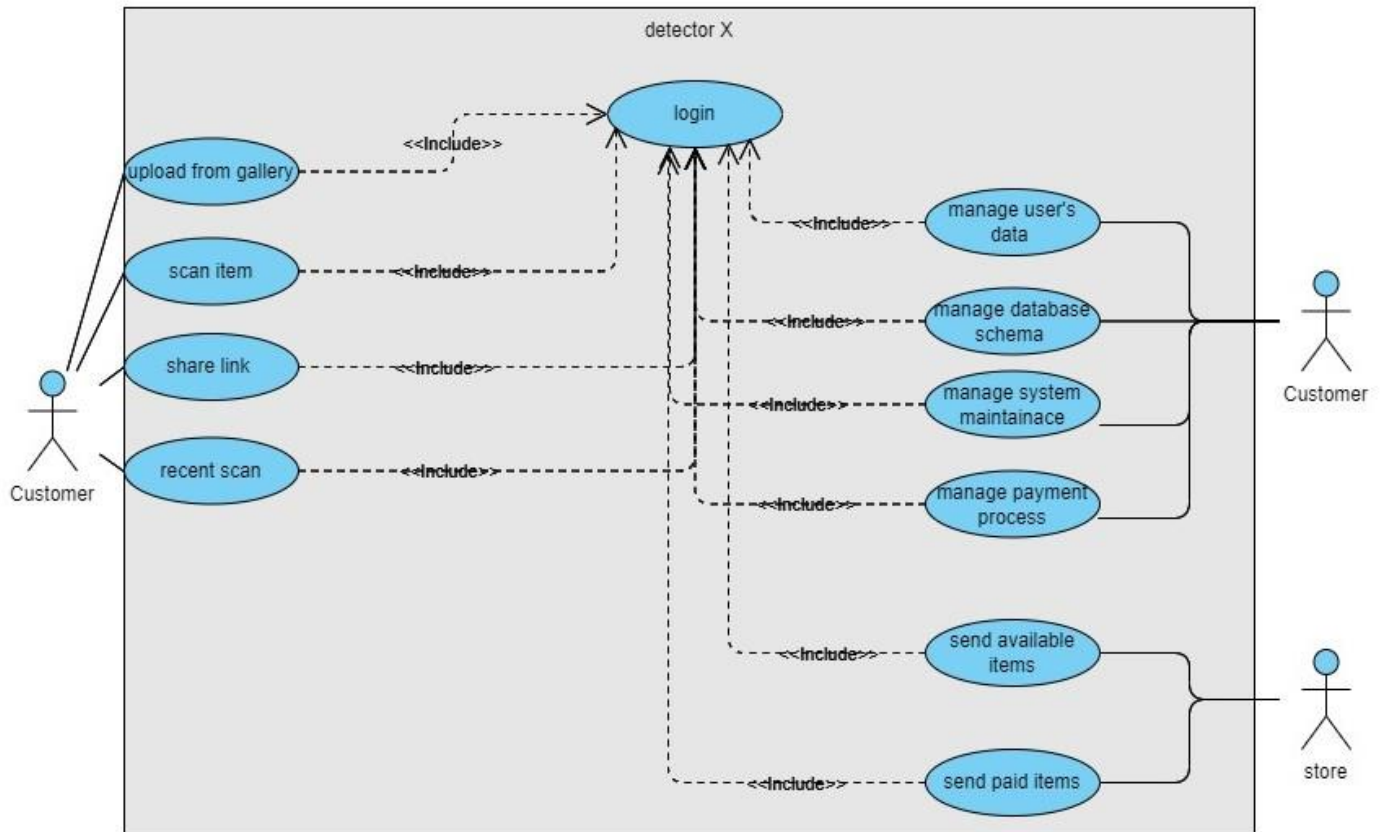 detector X
login
<<Include>>
upload from gallery
<<Include>>
manage user's
data
scan item
<<Include>>
<<Include>>
manage database
schema
share link
<<Include>>
<<Include>>
manage system
maintainace
Customer
Customer
recent scan
<<Include>>
<<Include>>
manage payment
process
<<Include>>
send available
items
store
<<Include>>
send paid items